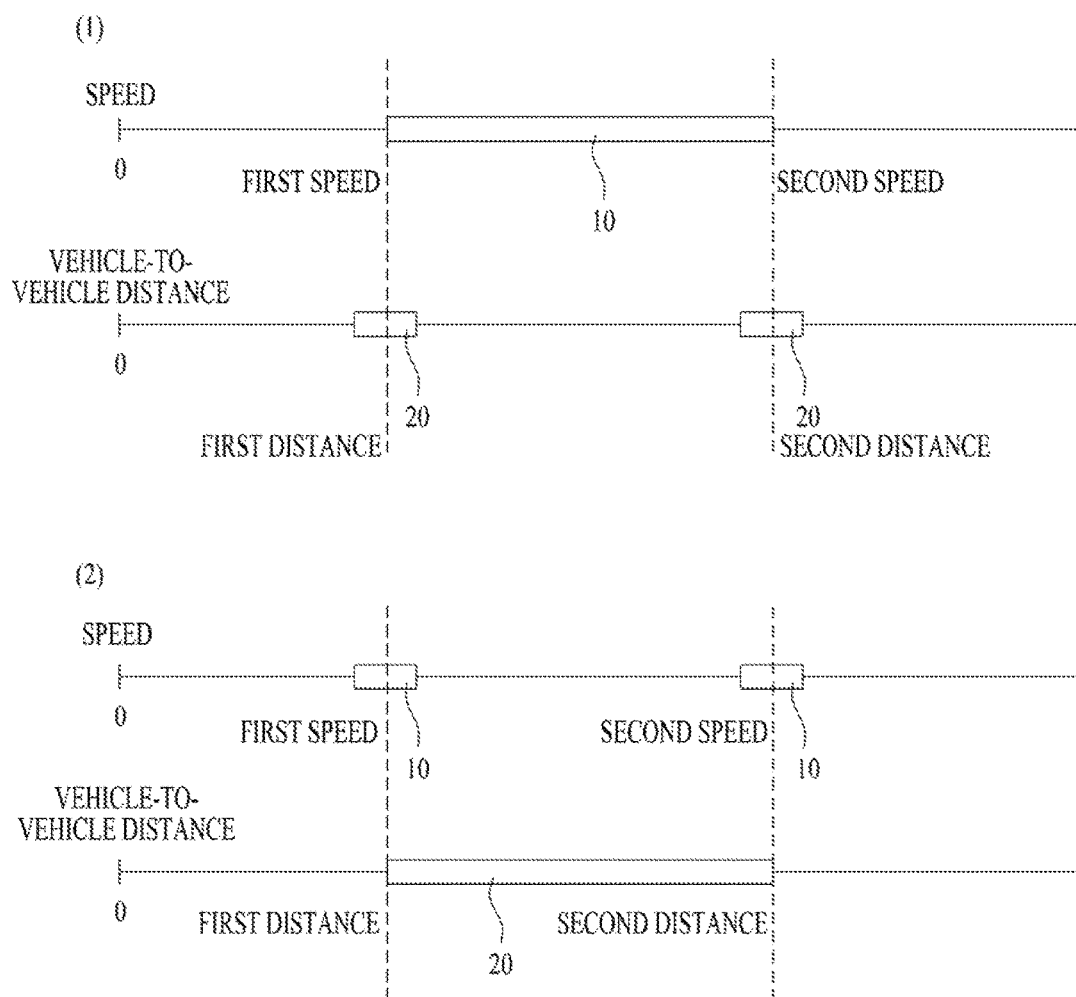 (1)
SPEED
0
FIRST SPEED
10
SECOND SPEED
VEHICLE-TO-
VEHICLE DISTANCE
0
20
20
FIRST DISTANCE
SECOND DISTANCE
(2)
SPEED
0
FIRST SPEED
10
SECOND SPEED
10
VEHICLE-TO-
VEHICLE DISTANCE
0
FIRST DISTANCE
20
SECOND DISTANCE